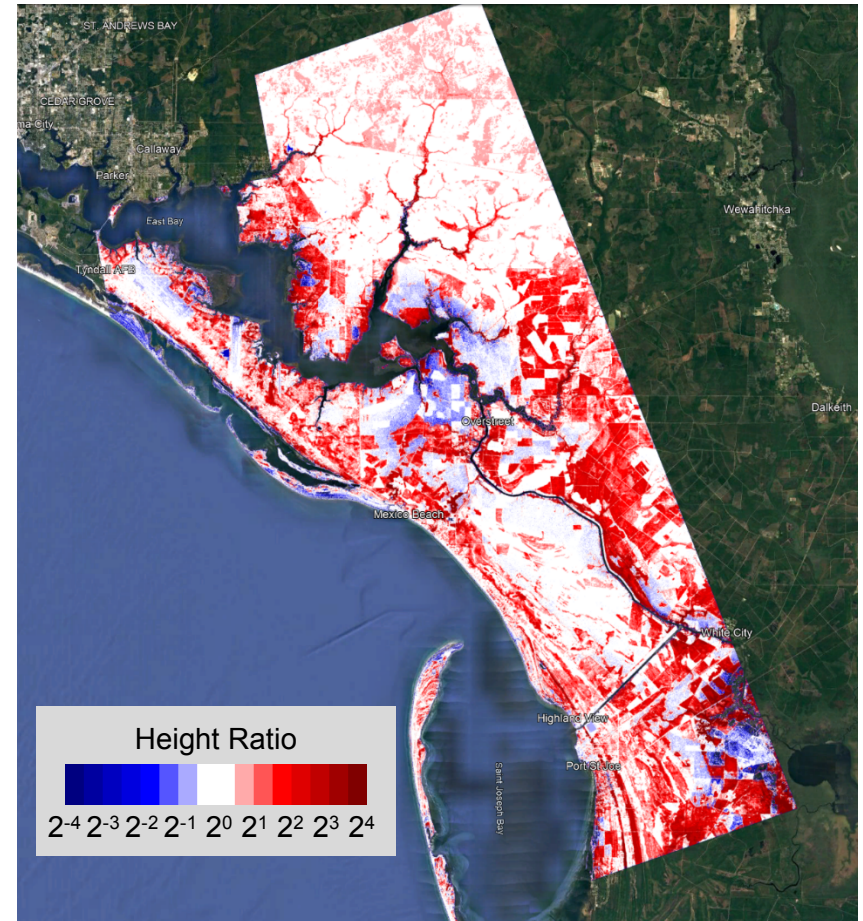 ST. ANDREWS BAY
CEDAR GROVE
ma City
Callaway
Parker
East Bay
Wewahitchka
Tyndall AFB
Dalkeith
Overstreet
Mexico Beach
White City
Highland View
Port St Joe
Saint Joseph Bay
Height Ratio
2⁻⁴ 2⁻³ 2⁻² 2⁻¹ 2⁰ 2¹ 2² 2³ 2⁴